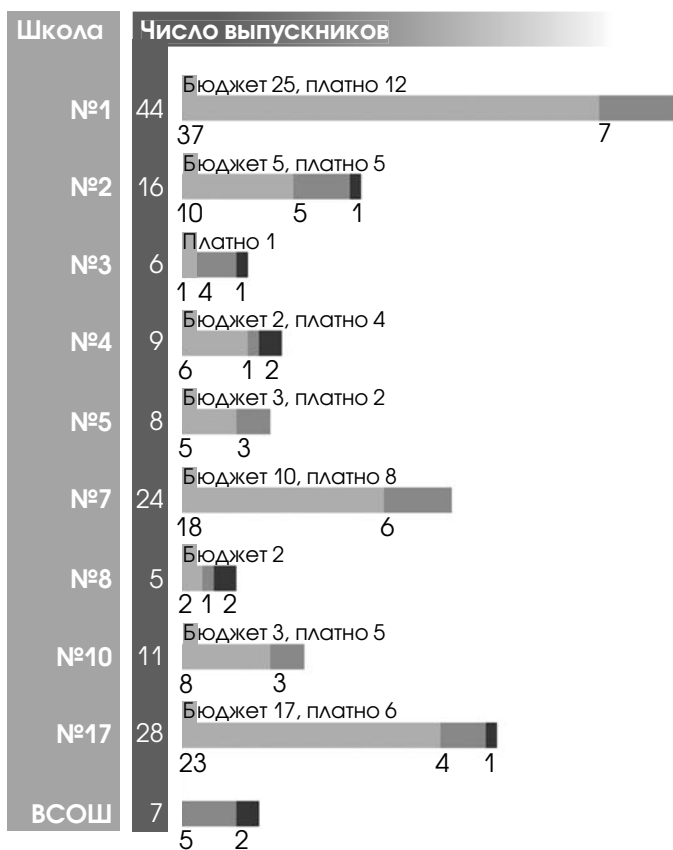 Школа Число выпускников
Бюджет 25, платно 12
№1 44
37 7
Бюджет 5, платно 5
№2 16
10 5 1
Платно 1
№3 6
1 4 1
Бюджет 2, платно 4
№4 9
6 1 2
Бюджет 3, платно 2
№5 8
5 3
Бюджет 10, платно 8
№7 24
18 6
Бюджет 2
№8 5
2 1 2
Бюджет 3, платно 5
№10 11
8 3
Бюджет 17, платно 6
№17 28
23 4 1
ВСОШ 7
5 2